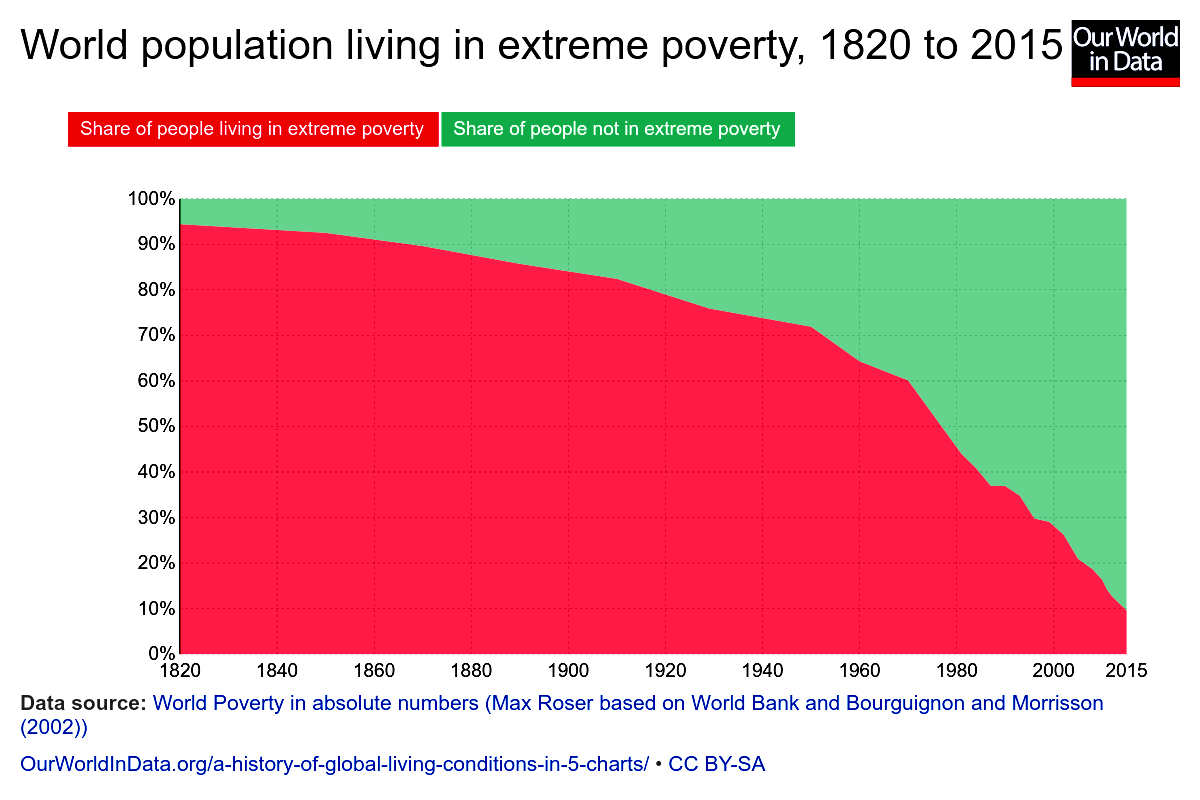 World population living in extreme poverty, 1820 to 2015
Our World
in Data
Share of people living in extreme poverty
Share of people not in extreme poverty
100%
90%
80%
70%
60%
50%
40%
30%
20%
10%
0%
1820 1840 1860 1880 1900 1920 1940 1960 1980 2000 2015
Data source: World Poverty in absolute numbers (Max Roser based on World Bank and Bourguignon and Morrisson
(2002))
OurWorldInData.org/a-history-of-global-living-conditions-in-5-charts/ • CC BY-SA